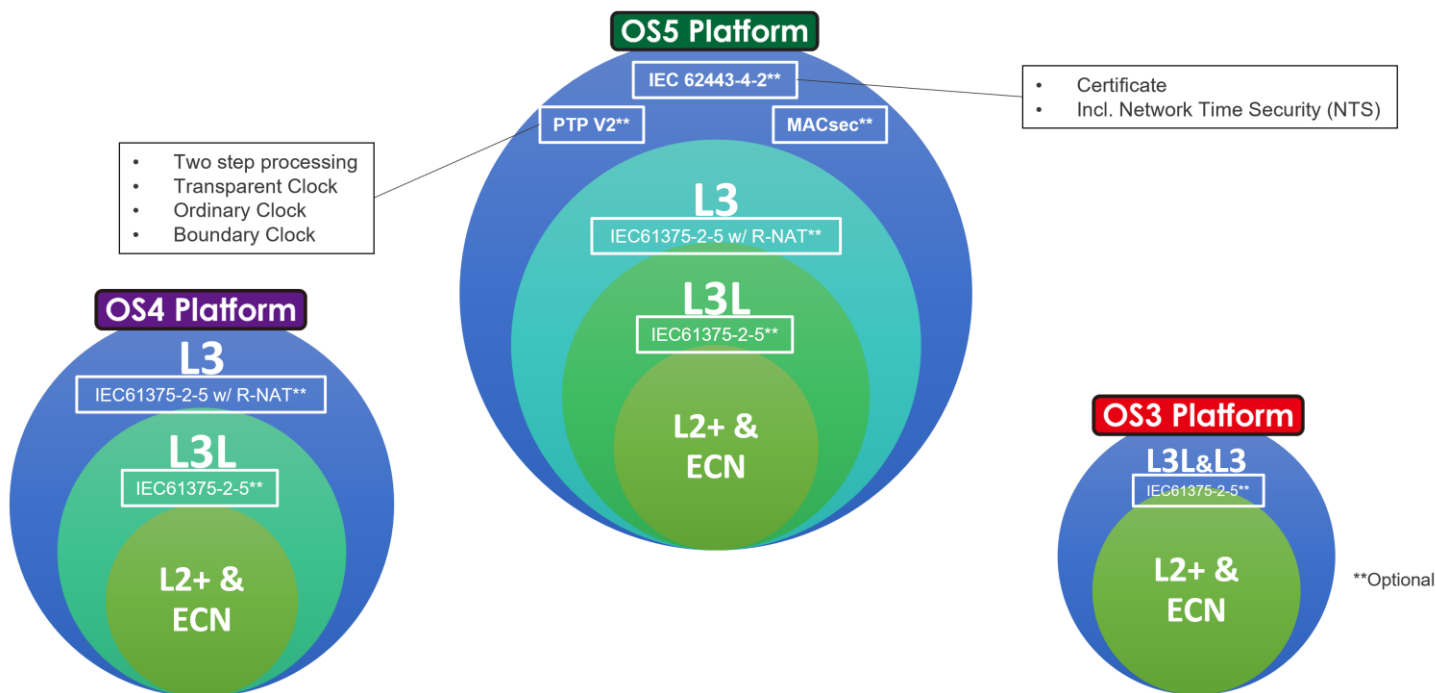 OS5 Platform
IEC 62443-4-2**
PTP V2**
MACsec**
• Certificate
• Incl. Network Time Security (NTS)
• Two step processing
• Transparent Clock
• Ordinary Clock
• Boundary Clock
L3
IEC61375-2-5 w/ R-NAT**
L3L
IEC61375-2-5**
L2+ &
ECN
OS4 Platform
L3
IEC61375-2-5 w/ R-NAT**
L3L
IEC61375-2-5**
L2+ &
ECN
OS3 Platform
L3L&L3
IEC61375-2-5**
L2+ &
ECN
**Optional